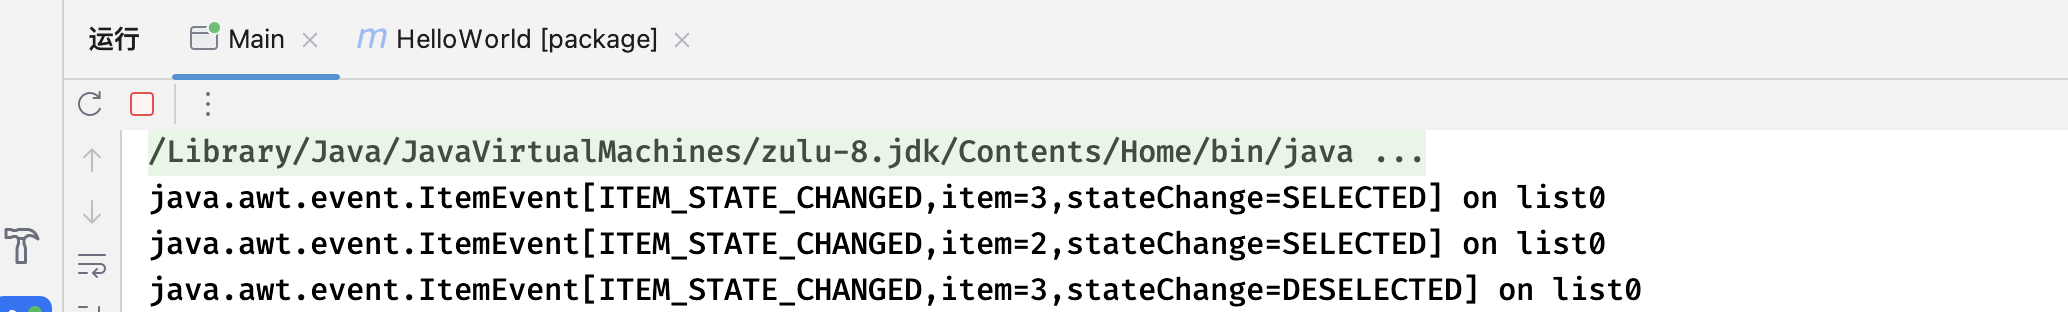 运行 Main HelloWorld [package]
/Library/Java/JavaVirtualMachines/zulu-8.jdk/Contents/Home/bin/java ...
java.awt.event.ItemEvent[ITEM_STATE_CHANGED,item=3,stateChange=SELECTED] on list0
java.awt.event.ItemEvent[ITEM_STATE_CHANGED,item=2,stateChange=SELECTED] on list0
java.awt.event.ItemEvent[ITEM_STATE_CHANGED,item=3,stateChange=DESELECTED] on list0